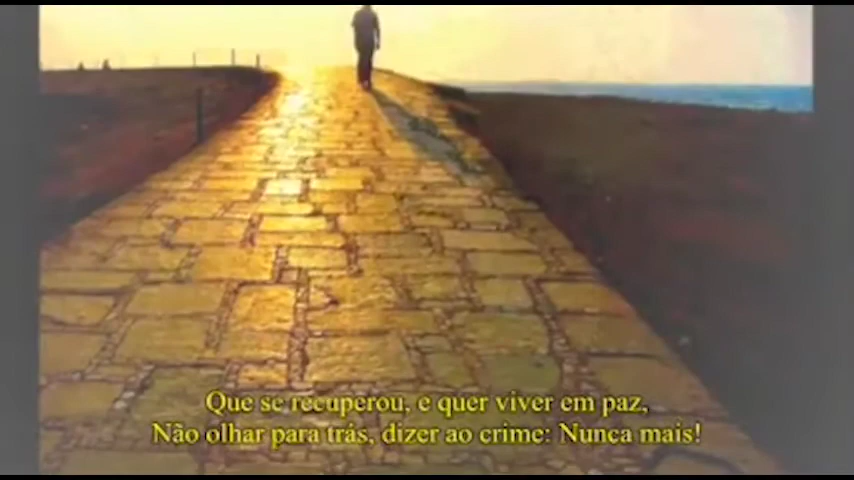 Que se recuperou, e quer viver em paz,
Não olhar para trás, dizer ao crime: Nunca mais!